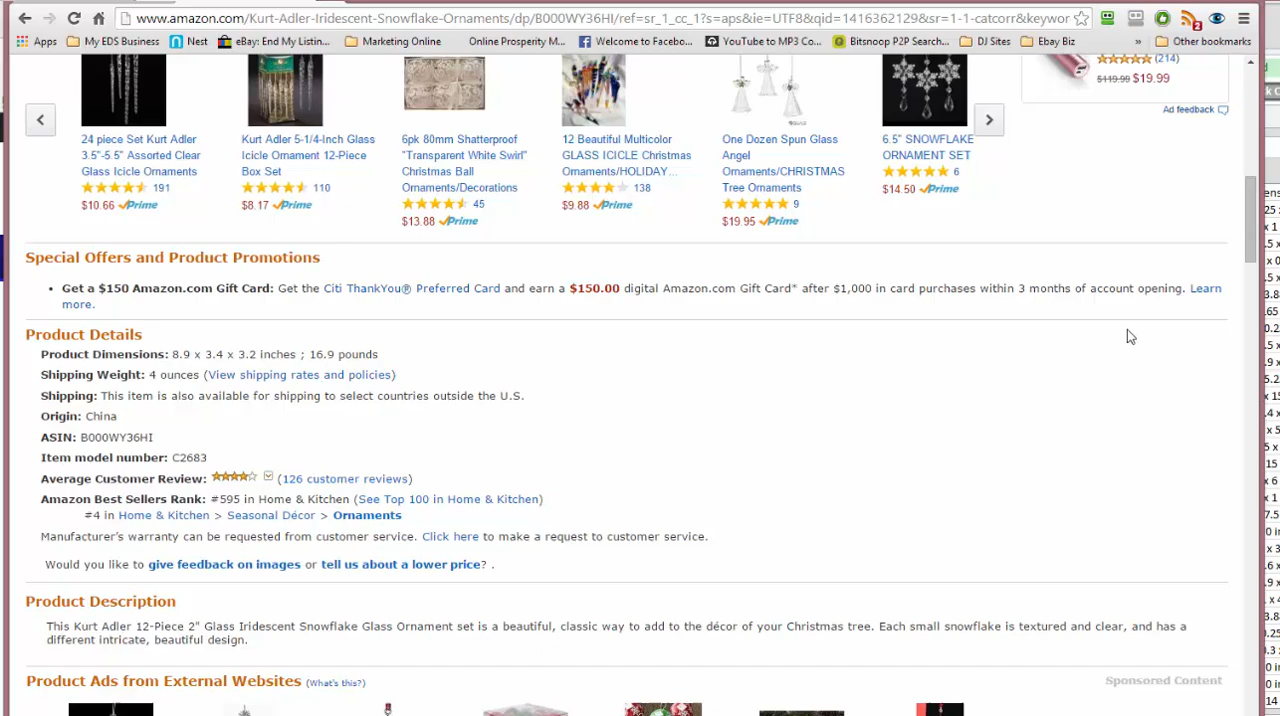 www.amazon.com/Kurt-Adler-Iridescent-Snowflake-Ornaments/dp/B000WY36HI/ref=sr_1_cc_1?s=aps&ie=UTF8&qid=1416362129&sr=1-1-catcorr&keywor
Apps My EDS Business Nest eBay: End My Listin... Marketing Online Online Prosperity M... Welcome to Facebo... YouTube to MP3 Co... Bitsnoop P2P Search... DJ Sites Ebay Biz » Other bookmarks
(214)
$119.99 $19.99
Ad feedback
24 piece Set Kurt Adler
3.5"-5.5" Assorted Clear
Glass Icicle Ornaments
191
$10.66 Prime
Kurt Adler 5-1/4-Inch Glass
Icicle Ornament 12-Piece
Box Set
110
$8.17 Prime
6pk 80mm Shatterproof
"Transparent White Swirl"
Christmas Ball
Ornaments/Decorations
45
$13.88 Prime
12 Beautiful Multicolor
GLASS ICICLE Christmas
Ornaments/HOLIDAY...
138
$9.88 Prime
One Dozen Spun Glass
Angel
Ornaments/CHRISTMAS
Tree Ornaments
9
$19.95 Prime
6.5" SNOWFLAKE
ORNAMENT SET
6
$14.50 Prime
Special Offers and Product Promotions
• Get a $150 Amazon.com Gift Card: Get the Citi ThankYou® Preferred Card and earn a $150.00 digital Amazon.com Gift Card* after $1,000 in card purchases within 3 months of account opening. Learn
more.
Product Details
Product Dimensions: 8.9 x 3.4 x 3.2 inches ; 16.9 pounds
Shipping Weight: 4 ounces (View shipping rates and policies)
Shipping: This item is also available for shipping to select countries outside the U.S.
Origin: China
ASIN: B000WY36HI
Item model number: C2683
Average Customer Review: (126 customer reviews)
Amazon Best Sellers Rank: #595 in Home & Kitchen (See Top 100 in Home & Kitchen)
#4 in Home & Kitchen > Seasonal Décor > Ornaments
Manufacturer's warranty can be requested from customer service. Click here to make a request to customer service.
Would you like to give feedback on images or tell us about a lower price? .
Product Description
This Kurt Adler 12-Piece 2" Glass Iridescent Snowflake Glass Ornament set is a beautiful, classic way to add to the décor of your Christmas tree. Each small snowflake is textured and clear, and has a
different intricate, beautiful design.
Product Ads from External Websites (What's this?)
Sponsored Content